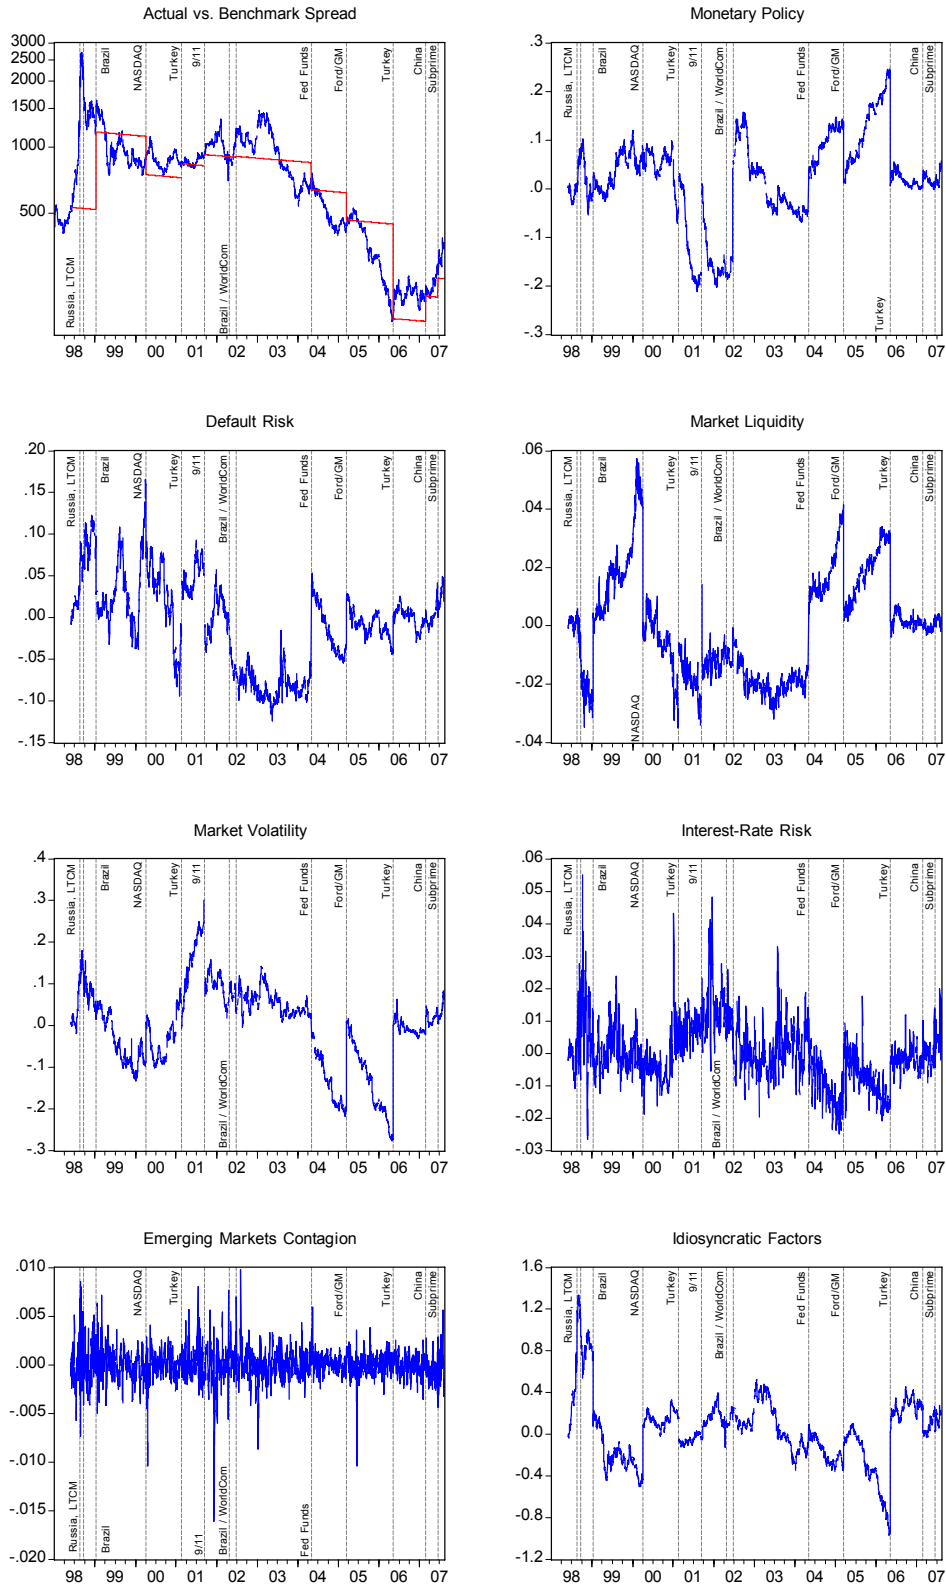 Actual vs. Benchmark Spread
3000
2500
2000
1500
1000
500
Russia, LTCM
Brazil
NASDAQ
Turkey
9/11
Brazil / WorldCom
Fed Funds
Ford/GM
Turkey
China
Subprime
98 99 00 01 02 03 04 05 06 07
Monetary Policy
.3
.2
.1
.0
-.1
-.2
-.3
Russia, LTCM
Brazil
NASDAQ
Turkey
9/11
Brazil / WorldCom
Fed Funds
Ford/GM
Turkey
China
Subprime
98 99 00 01 02 03 04 05 06 07
Default Risk
.20
.15
.10
.05
.00
-.05
-.10
-.15
Russia, LTCM
Brazil
NASDAQ
Turkey
9/11
Brazil / WorldCom
Fed Funds
Ford/GM
Turkey
China
Subprime
98 99 00 01 02 03 04 05 06 07
Market Liquidity
.06
.04
.02
.00
-.02
-.04
Russia, LTCM
Brazil
NASDAQ
Turkey
9/11
Brazil / WorldCom
Fed Funds
Ford/GM
Turkey
China
Subprime
98 99 00 01 02 03 04 05 06 07
Market Volatility
.4
.3
.2
.1
.0
-.1
-.2
-.3
Russia, LTCM
Brazil
NASDAQ
Turkey
9/11
Brazil / WorldCom
Fed Funds
Ford/GM
Turkey
China
Subprime
98 99 00 01 02 03 04 05 06 07
Interest-Rate Risk
.06
.05
.04
.03
.02
.01
.00
-.01
-.02
-.03
Russia, LTCM
Brazil
NASDAQ
Turkey
9/11
Brazil / WorldCom
Fed Funds
Ford/GM
Turkey
China
Subprime
98 99 00 01 02 03 04 05 06 07
Emerging Markets Contagion
.010
.005
.000
-.005
-.010
-.015
-.020
Russia, LTCM
Brazil
NASDAQ
Turkey
9/11
Brazil / WorldCom
Fed Funds
Ford/GM
Turkey
China
Subprime
98 99 00 01 02 03 04 05 06 07
Idiosyncratic Factors
1.6
1.2
0.8
0.4
0.0
-0.4
-0.8
-1.2
Russia, LTCM
Brazil
NASDAQ
Turkey
9/11
Brazil / WorldCom
Fed Funds
Ford/GM
Turkey
China
Subprime
98 99 00 01 02 03 04 05 06 07